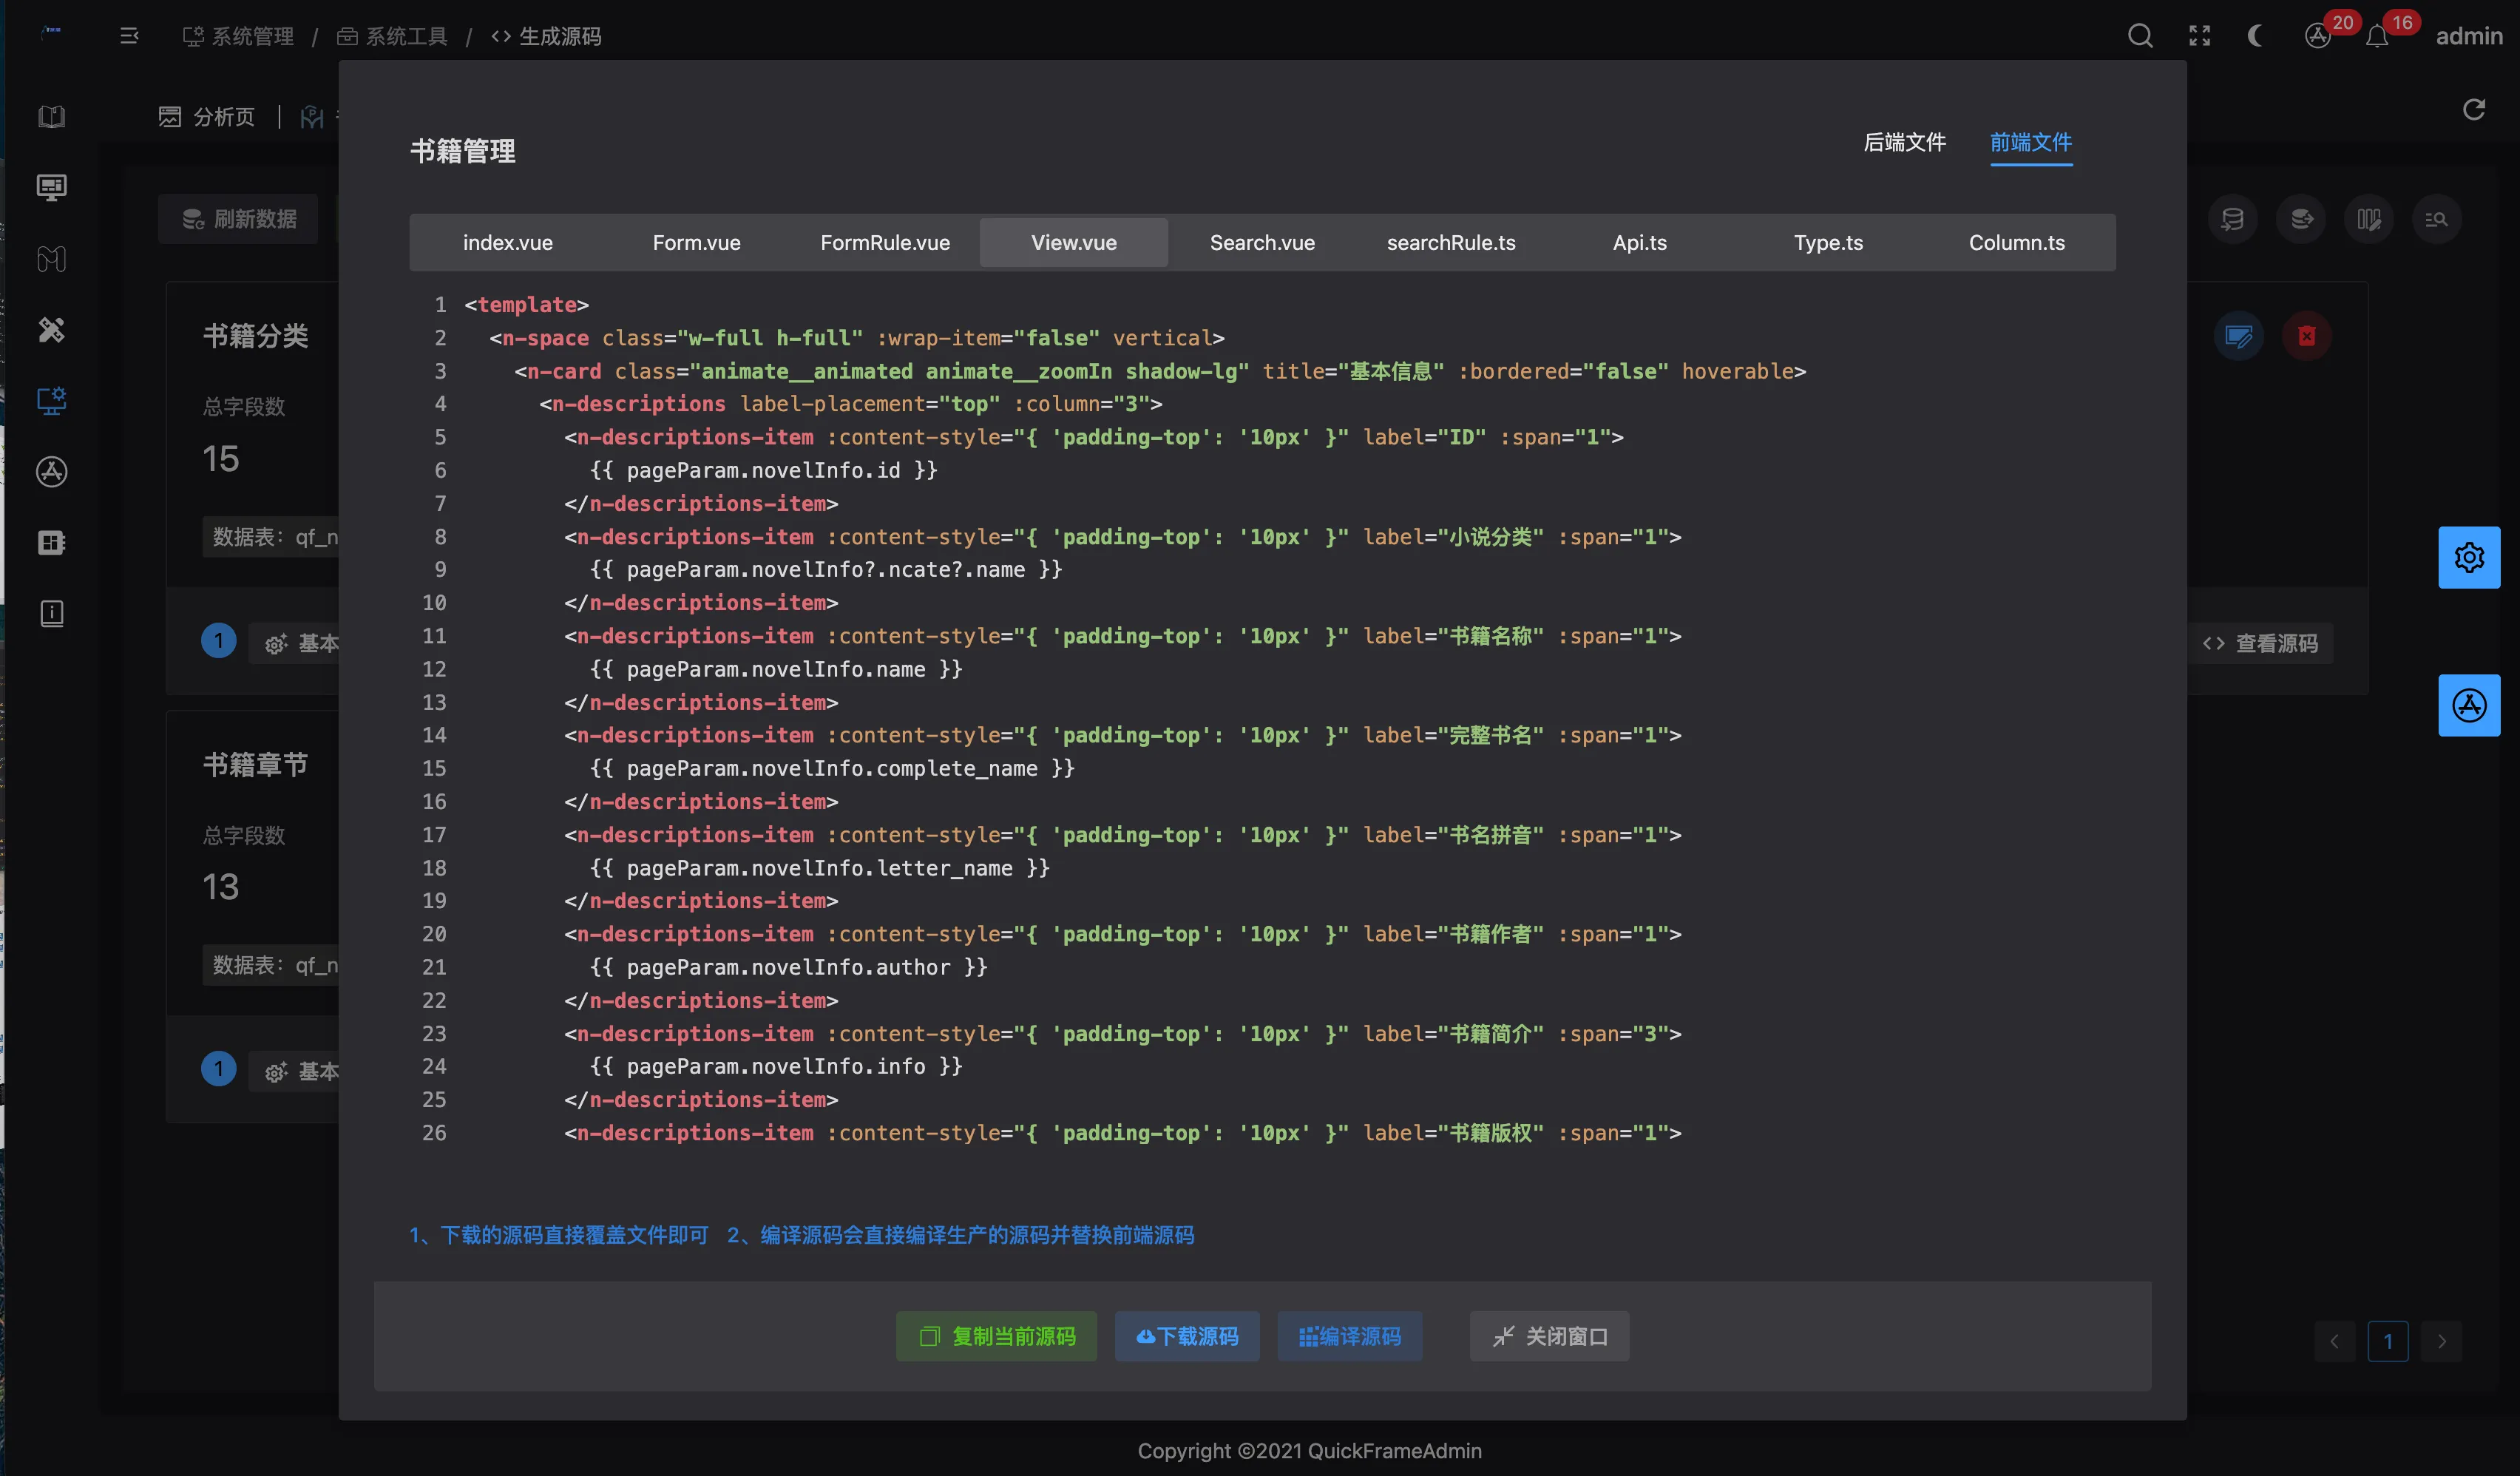 系统管理 / 系统工具 / <> 生成源码
20
16
admin
分析页
刷新数据
书籍分类
总字段数
15
数据表：qf_n
1
基本
查看源码
书籍章节
总字段数
13
数据表：qf_n
1
基本
书籍管理
后端文件
前端文件
index.vue
Form.vue
FormRule.vue
View.vue
Search.vue
searchRule.ts
Api.ts
Type.ts
Column.ts
1 <template>
2 <n-space class="w-full h-full" :wrap-item="false" vertical>
3 <n-card class="animate__animated animate__zoomIn shadow-lg" title="基本信息" :bordered="false" hoverable>
4 <n-descriptions label-placement="top" :column="3">
5 <n-descriptions-item :content-style="{ 'padding-top': '10px' }" label="ID" :span="1">
6 {{ pageParam.novelInfo.id }}
7 </n-descriptions-item>
8 <n-descriptions-item :content-style="{ 'padding-top': '10px' }" label="小说分类" :span="1">
9 {{ pageParam.novelInfo?.ncate?.name }}
10 </n-descriptions-item>
11 <n-descriptions-item :content-style="{ 'padding-top': '10px' }" label="书籍名称" :span="1">
12 {{ pageParam.novelInfo.name }}
13 </n-descriptions-item>
14 <n-descriptions-item :content-style="{ 'padding-top': '10px' }" label="完整书名" :span="1">
15 {{ pageParam.novelInfo.complete_name }}
16 </n-descriptions-item>
17 <n-descriptions-item :content-style="{ 'padding-top': '10px' }" label="书名拼音" :span="1">
18 {{ pageParam.novelInfo.letter_name }}
19 </n-descriptions-item>
20 <n-descriptions-item :content-style="{ 'padding-top': '10px' }" label="书籍作者" :span="1">
21 {{ pageParam.novelInfo.author }}
22 </n-descriptions-item>
23 <n-descriptions-item :content-style="{ 'padding-top': '10px' }" label="书籍简介" :span="3">
24 {{ pageParam.novelInfo.info }}
25 </n-descriptions-item>
26 <n-descriptions-item :content-style="{ 'padding-top': '10px' }" label="书籍版权" :span="1">
1、下载的源码直接覆盖文件即可 2、编译源码会直接编译生产的源码并替换前端源码
复制当前源码
下载源码
编译源码
关闭窗口
1
Copyright ©2021 QuickFrameAdmin